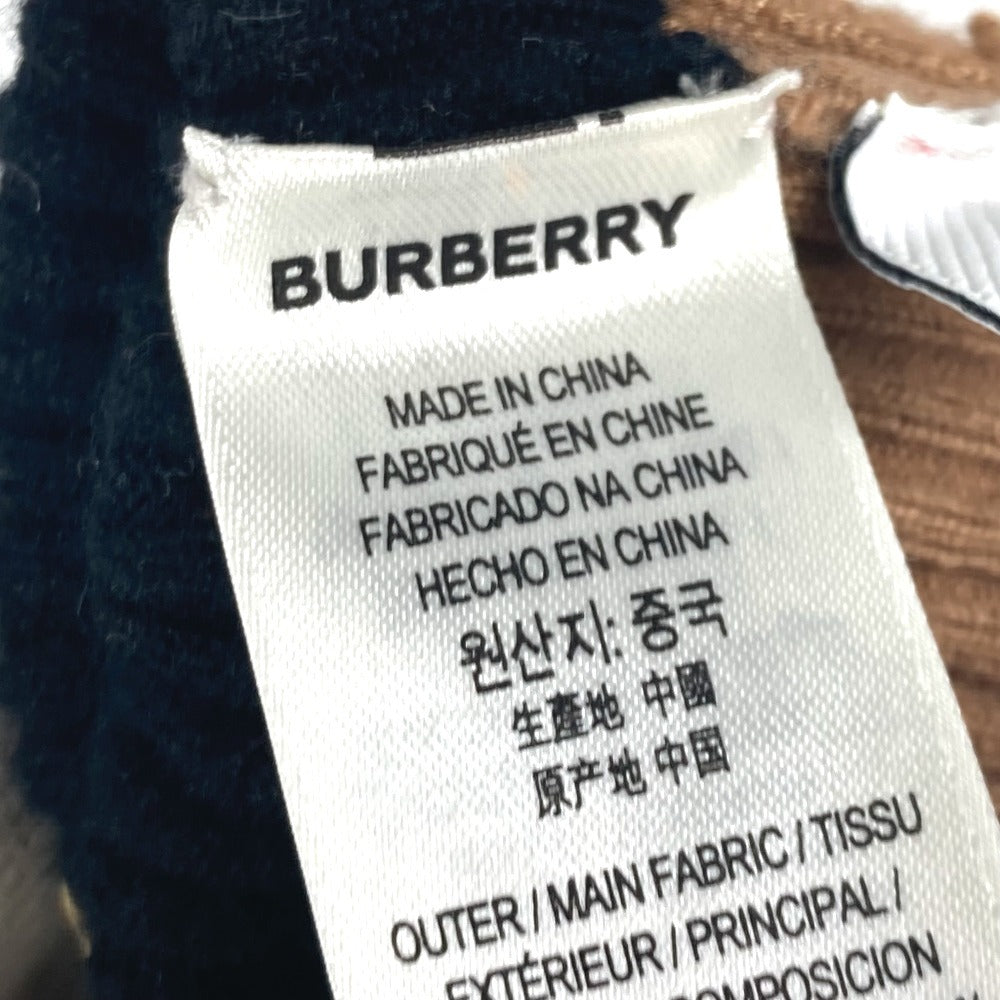 BURBERRY
MADE IN CHINA
FABRIQUÉ EN CHINE
FABRICADO NA CHINA
HECHO EN CHINA
원산지: 중국
生產地 中國
原产地 中国
OUTER / MAIN FABRIC / TISSU
EXTÉRIEUR / PRINCIPAL /
COMPOSICION